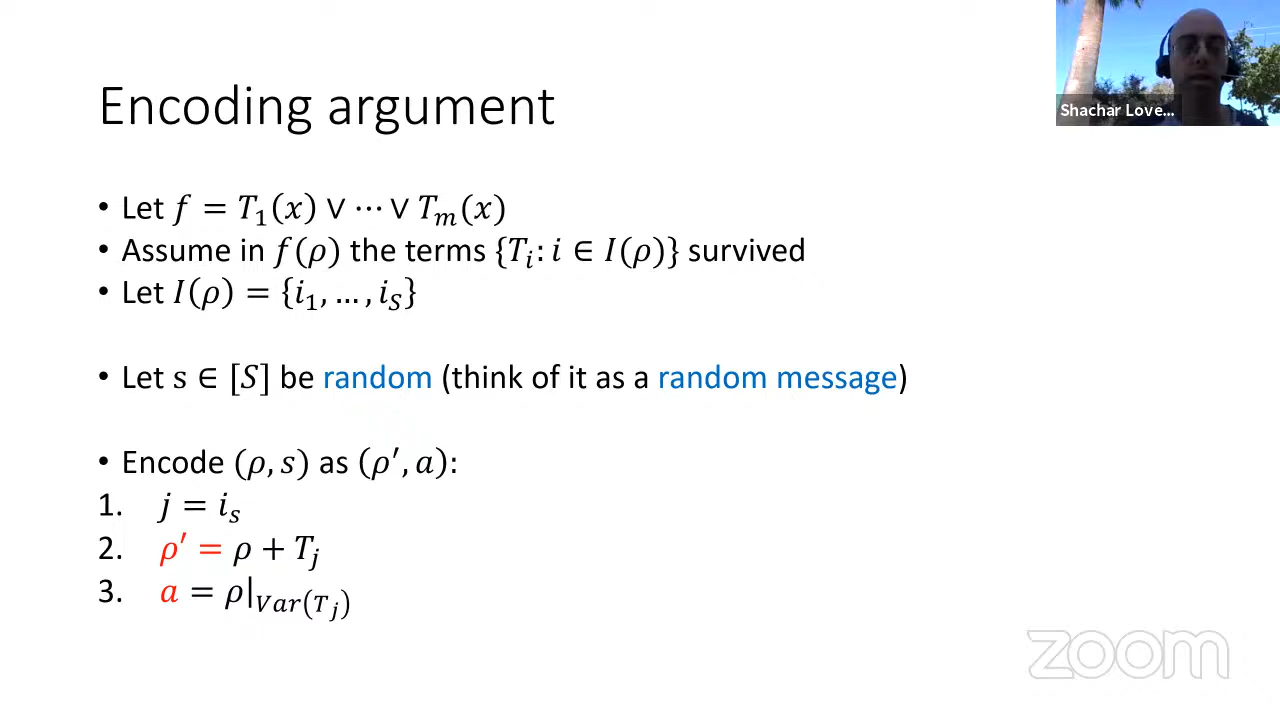 Encoding argument
Shachar Love...
• Let f = T₁(x) ∨ ⋯ ∨ Tₘ(x)
• Assume in f(ρ) the terms {Tᵢ: i ∈ I(ρ)} survived
• Let I(ρ) = {i₁, … , i_S}
• Let s ∈ [S] be random (think of it as a random message)
• Encode (ρ, s) as (ρ′, a):
1. j = iₛ
2. ρ′ = ρ + Tⱼ
3. a = ρ|_{Var(Tⱼ)}
zoom